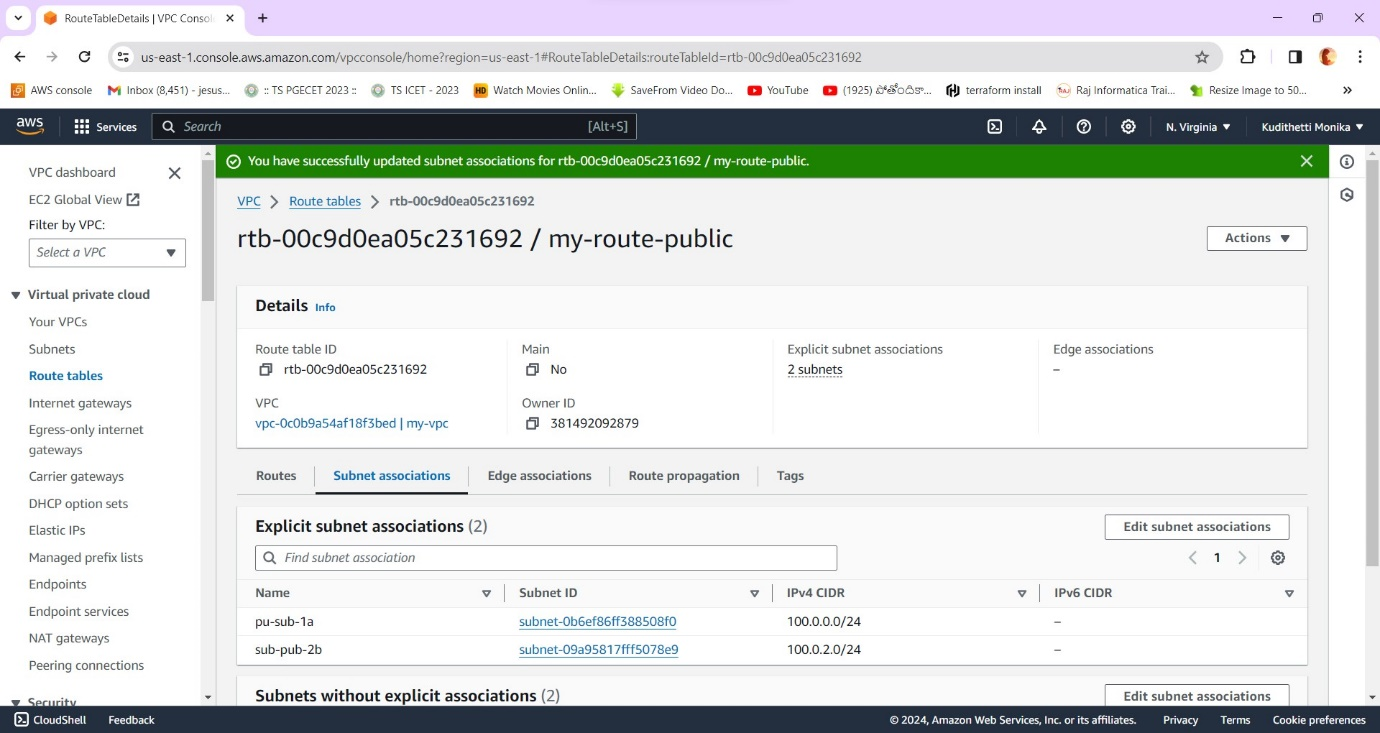 RouteTableDetails | VPC Consol
us-east-1.console.aws.amazon.com/vpcconsole/home?region=us-east-1#RouteTableDetails:routeTableId=rtb-00c9d0ea05c231692
AWS console Inbox (8,451) - jesus... :: TS PGECET 2023 :: TS ICET - 2023 HD Watch Movies Onlin... SaveFrom Video Do... YouTube (1925) terraform install Raj Informatica Trai... Resize Image to 50... »
aws Services Search [Alt+S] N. Virginia Kudithetti Monika
VPC dashboard
EC2 Global View
Filter by VPC:
Select a VPC
Virtual private cloud
Your VPCs
Subnets
Route tables
Internet gateways
Egress-only internet
gateways
Carrier gateways
DHCP option sets
Elastic IPs
Managed prefix lists
Endpoints
Endpoint services
NAT gateways
Peering connections
Security
You have successfully updated subnet associations for rtb-00c9d0ea05c231692 / my-route-public.
VPC > Route tables > rtb-00c9d0ea05c231692
rtb-00c9d0ea05c231692 / my-route-public
Actions
Details Info
Route table ID
rtb-00c9d0ea05c231692
Main
No
Explicit subnet associations
2 subnets
Edge associations
–
VPC
vpc-0c0b9a54af18f3bed | my-vpc
Owner ID
381492092879
Routes Subnet associations Edge associations Route propagation Tags
Explicit subnet associations (2) Edit subnet associations
Find subnet association 1
Name Subnet ID IPv4 CIDR IPv6 CIDR
pu-sub-1a subnet-0b6ef86ff388508f0 100.0.0.0/24 –
sub-pub-2b subnet-09a95817fff5078e9 100.0.2.0/24 –
Subnets without explicit associations (2) Edit subnet associations
CloudShell Feedback © 2024, Amazon Web Services, Inc. or its affiliates. Privacy Terms Cookie preferences